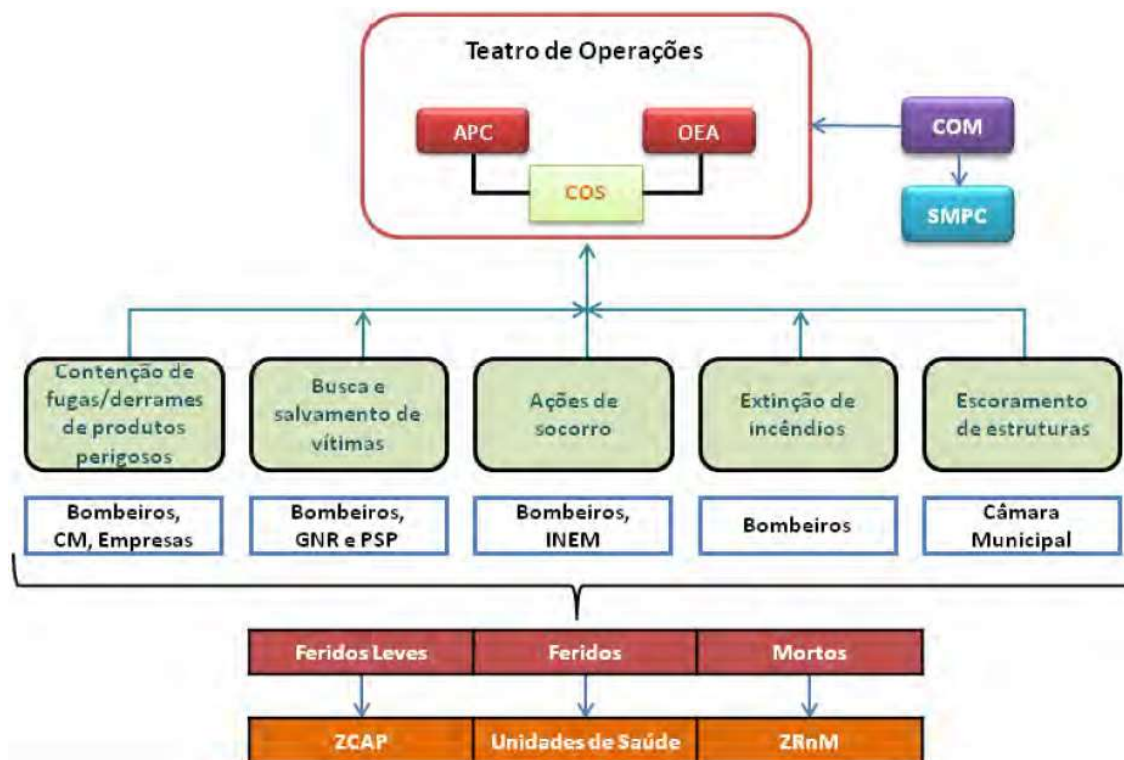 Teatro de Operações
APC
OEA
COM
COS
SMPC
Contenção de
fugas/derrames
de produtos
perigosos
Busca e
salvamento de
vítimas
Ações de
socorro
Extinção de
incêndios
Escoramento
de estruturas
Bombeiros,
CM, Empresas
Bombeiros,
GNR e PSP
Bombeiros,
INEM
Bombeiros
Câmara
Municipal
Feridos Leves
Feridos
Mortos
ZCAP
Unidades de Saúde
ZRnM